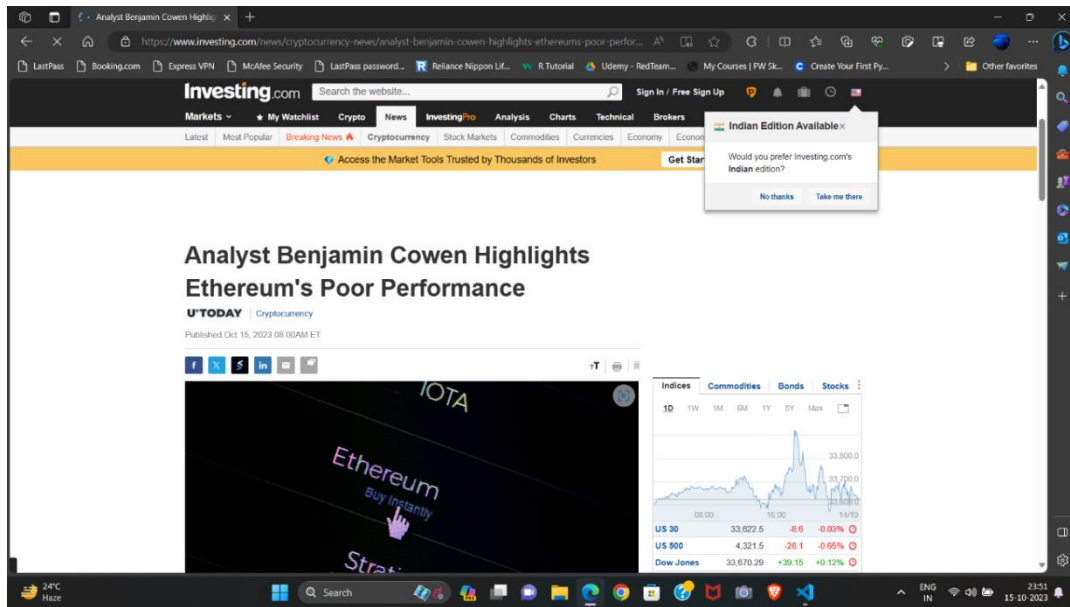 Analyst Benjamin Cowen Highlig
https://www.investing.com/news/cryptocurrency-news/analyst-benjamin-cowen-highlights-ethereums-poor-perfor...
LastPass Booking.com Express VPN McAfee Security LastPass password... Reliance Nippon Lif... R Tutorial Udemy - RedTeam... My Courses | PW Sk... Create Your First Py... Other favorites
Investing.com Search the website... Sign In / Free Sign Up
Markets My Watchlist Crypto News InvestingPro Analysis Charts Technical Brokers
Latest Most Popular Breaking News Cryptocurrency Stock Markets Commodities Currencies Economy Econom
Indian Edition Available
Would you prefer Investing.com's
Indian edition?
No thanks Take me there
Access the Market Tools Trusted by Thousands of Investors Get Star
Analyst Benjamin Cowen Highlights
Ethereum's Poor Performance
U'TODAY Cryptocurrency
Published Oct 15, 2023 08:00AM ET
IOTA
Ethereum
Buy Instantly
Strati
Indices Commodities Bonds Stocks
1D 1W 1M 6M 1Y 5Y Max
33,800.0
33,700.0
33,600.0
08:00 16:00 14/10
US 30 33,622.5 -8.6 -0.03%
US 500 4,321.5 -28.1 -0.65%
Dow Jones 33,670.29 +39.15 +0.12%
24°C
Haze
Search
ENG
IN
23:51
15-10-2023